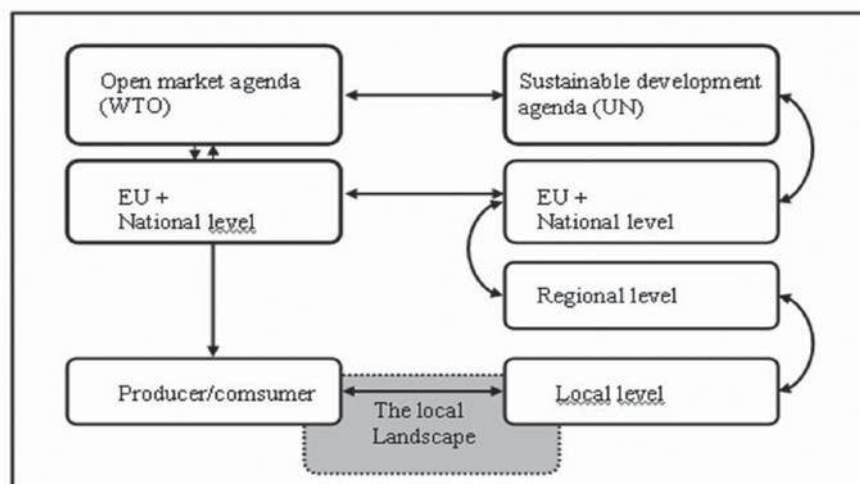 Open market agenda
(WTO)
Sustainable development
agenda (UN)
EU +
National level
EU +
National level
Regional level
Producer/comsumer
The local
Landscape
Local level